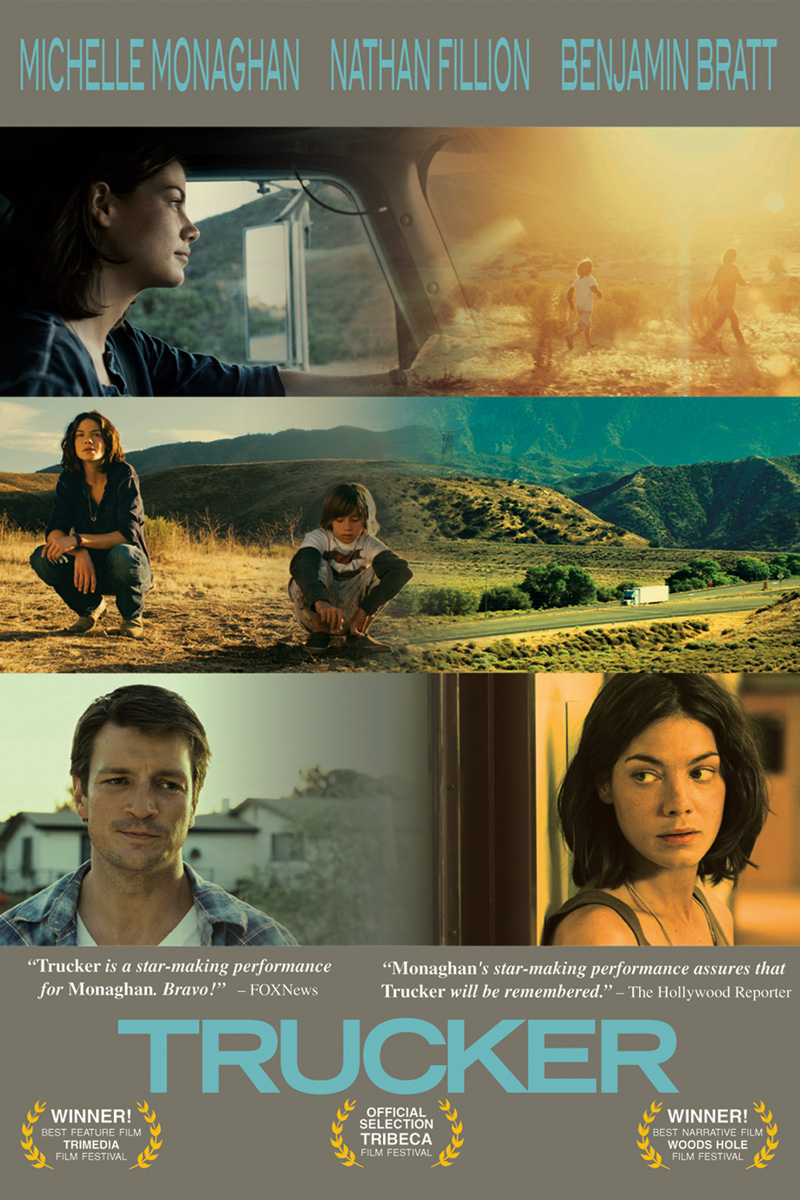 MICHELLE MONAGHAN NATHAN FILLION BENJAMIN BRATT
“Trucker is a star-making performance
for Monaghan. Bravo!” – FOXNews
“Monaghan's star-making performance assures that
Trucker will be remembered.” – The Hollywood Reporter
TRUCKER
WINNER!
BEST FEATURE FILM
TRIMEDIA
FILM FESTIVAL
OFFICIAL
SELECTION
TRIBECA
FILM FESTIVAL
WINNER!
BEST NARRATIVE FILM
WOODS HOLE
FILM FESTIVAL